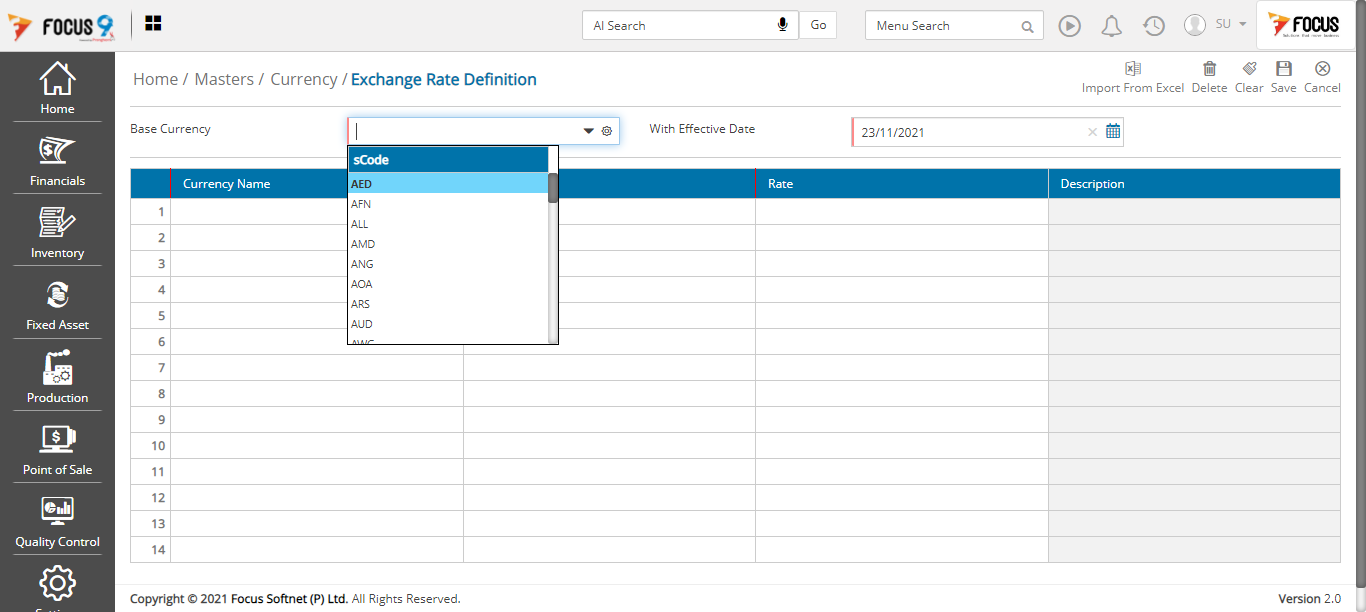 FOCUS 9
AI Search
Go
Menu Search
SU
FOCUS
Home
Financials
Inventory
Fixed Asset
Production
Point of Sale
Quality Control
Home / Masters / Currency / Exchange Rate Definition
Import From Excel Delete Clear Save Cancel
Base Currency
With Effective Date
23/11/2021
sCode
AED
AFN
ALL
AMD
ANG
AOA
ARS
AUD
AWG
Currency Name Rate Description
1
2
3
4
5
6
7
8
9
10
11
12
13
14
Copyright © 2021 Focus Softnet (P) Ltd. All Rights Reserved.
Version 2.0